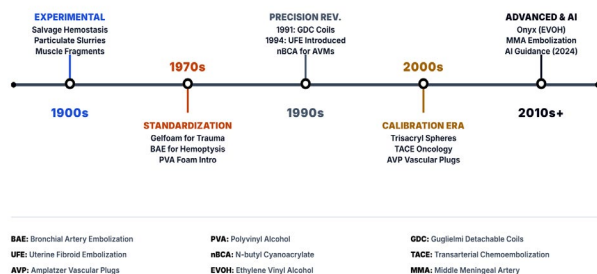 EXPERIMENTAL
Salvage Hemostasis
Particulate Slurries
Muscle Fragments
1900s
1970s
STANDARDIZATION
Gelfoam for Trauma
BAE for Hemoptysis
PVA Foam Intro
PRECISION REV.
1991: GDC Coils
1994: UFE Introduced
nBCA for AVMs
1990s
2000s
CALIBRATION ERA
Trisacryl Spheres
TACE Oncology
AVP Vascular Plugs
ADVANCED & AI
Onyx (EVOH)
MMA Embolization
AI Guidance (2024)
2010s+
BAE: Bronchial Artery Embolization
UFE: Uterine Fibroid Embolization
AVP: Amplatzer Vascular Plugs
PVA: Polyvinyl Alcohol
nBCA: N-butyl Cyanoacrylate
EVOH: Ethylene Vinyl Alcohol
GDC: Guglielmi Detachable Coils
TACE: Transarterial Chemoembolization
MMA: Middle Meningeal Artery